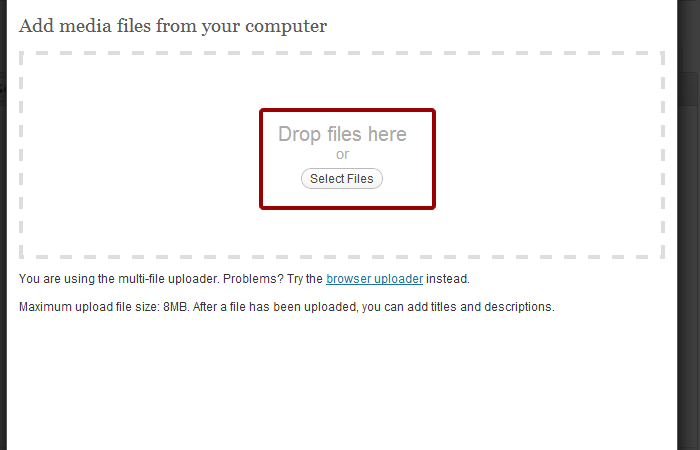 Add media files from your computer
Drop files here
or
Select Files
You are using the multi-file uploader. Problems? Try the browser uploader instead.
Maximum upload file size: 8MB. After a file has been uploaded, you can add titles and descriptions.